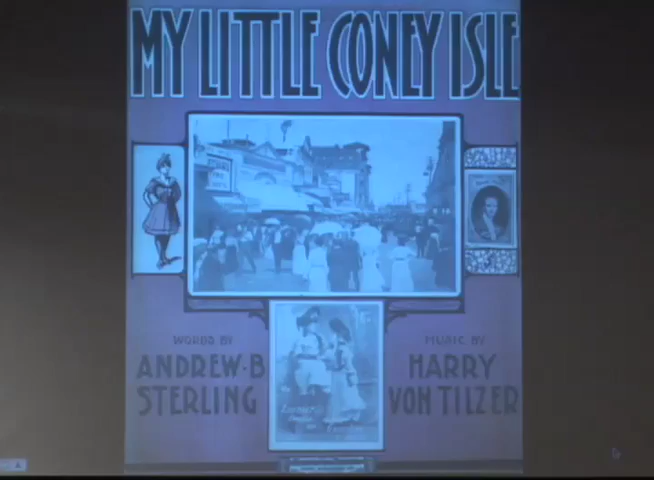 MY LITTLE CONEY ISLE
WORDS BY
ANDREW·B
STERLING
MUSIC BY
HARRY
VON TILZER